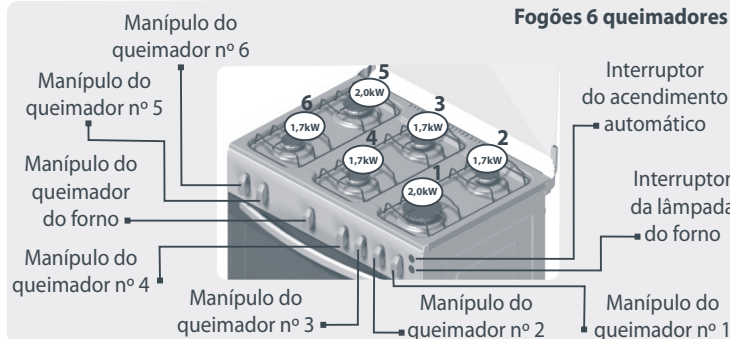 Fogões 6 queimadores
Manípulo do
queimador nº 6
Manípulo do
queimador nº 5
Manípulo do
queimador
do forno
Manípulo do
queimador nº 4
Manípulo do
queimador nº 3
Manípulo do
queimador nº 2
Manípulo do
queimador nº 1
Interruptor
do acendimento
automático
Interruptor
da lâmpada
do forno
5
2,0kW
6
1,7kW
3
1,7kW
4
1,7kW
2
1,7kW
1
2,0kW